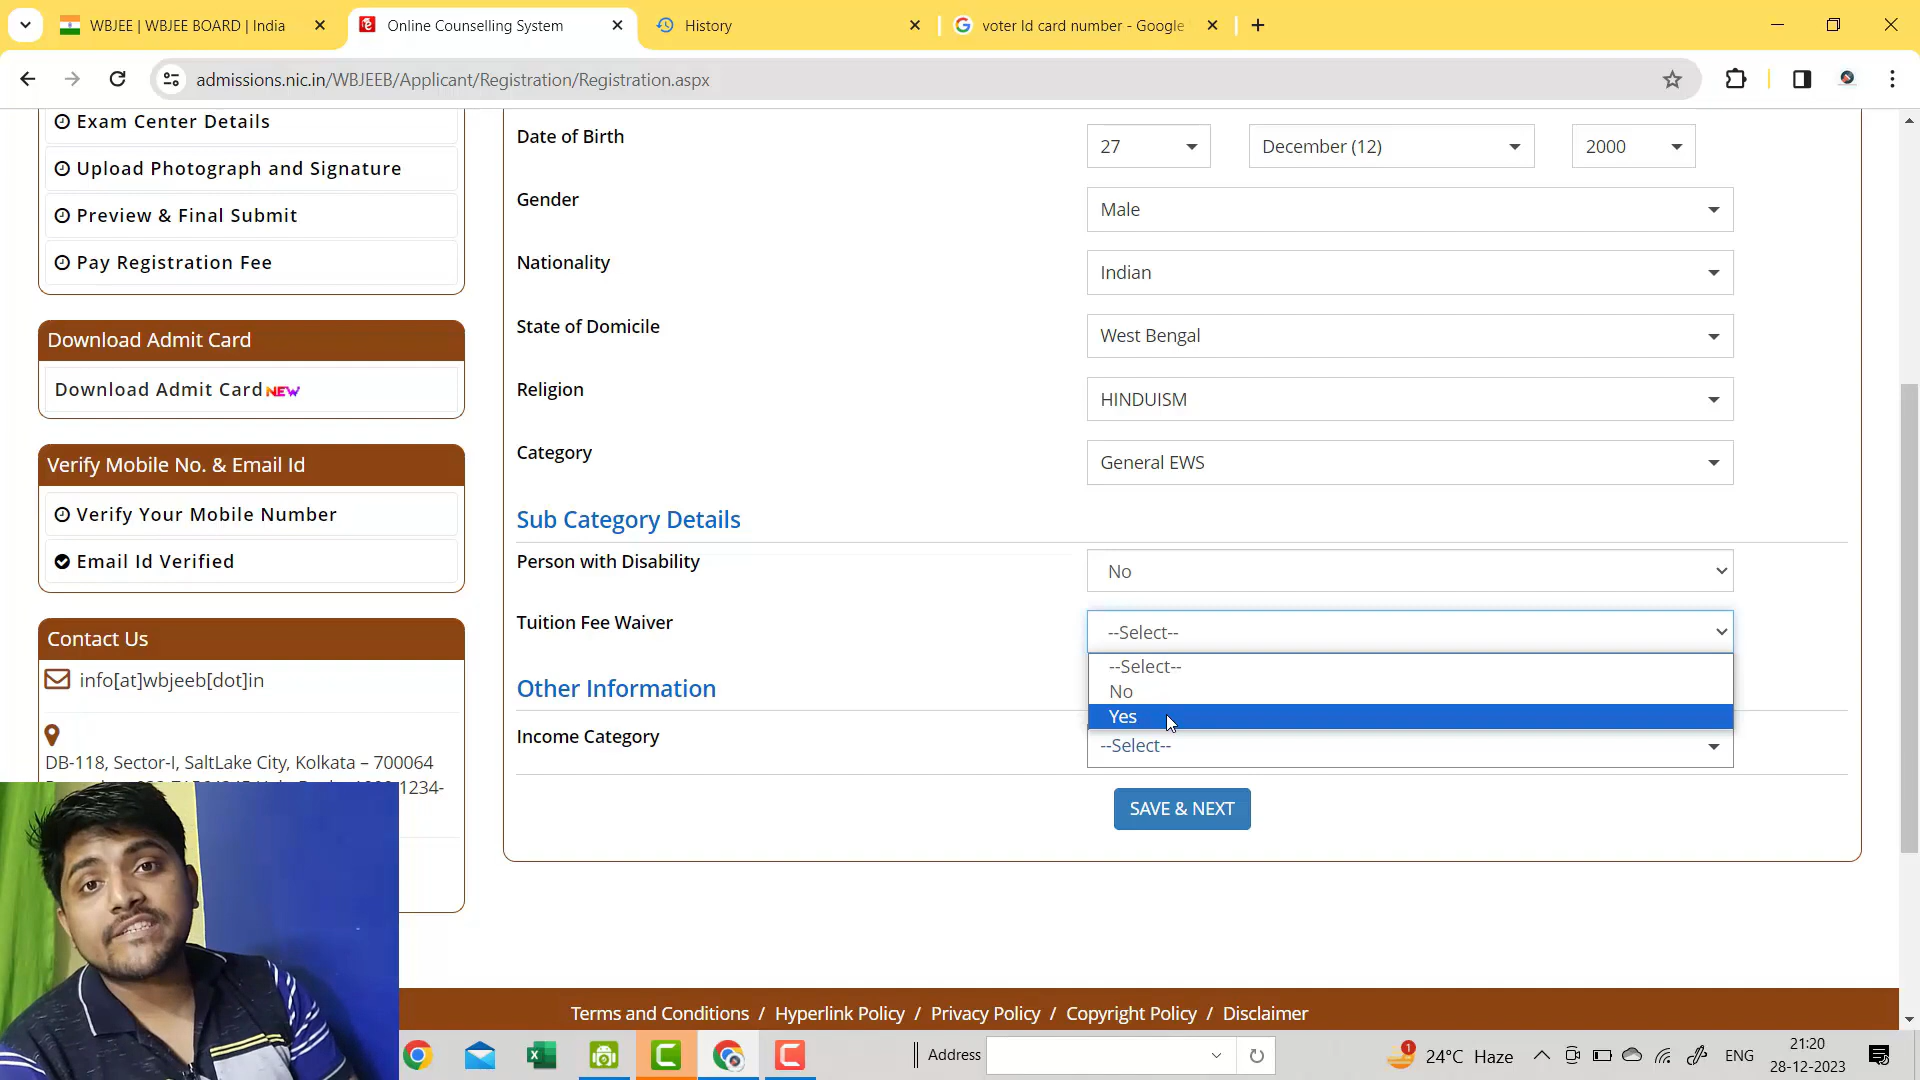 WBJEE | WBJEE BOARD | India
Online Counselling System
History
voter Id card number - Google
admissions.nic.in/WBJEEB/Applicant/Registration/Registration.aspx
Exam Center Details
Upload Photograph and Signature
Preview & Final Submit
Pay Registration Fee
Download Admit Card
Download Admit Card NEW
Verify Mobile No. & Email Id
Verify Your Mobile Number
Email Id Verified
Contact Us
info[at]wbjeeb[dot]in
DB-118, Sector-I, SaltLake City, Kolkata – 700064
1234-
Date of Birth
27
December (12)
2000
Gender
Male
Nationality
Indian
State of Domicile
West Bengal
Religion
HINDUISM
Category
General EWS
Sub Category Details
Person with Disability
No
Tuition Fee Waiver
--Select--
--Select--
No
Yes
Other Information
Income Category
--Select--
SAVE & NEXT
Terms and Conditions / Hyperlink Policy / Privacy Policy / Copyright Policy / Disclaimer
Address
1
24°C Haze
ENG
21:20
28-12-2023